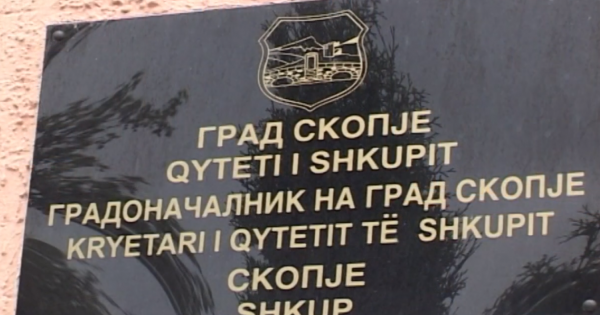 ГРАД СКОПЈЕ
QYTETI I SHKUPIT
ГРАДОНАЧАЛНИК НА ГРАД СКОПЈЕ
KRYETARI I QYTETIT TË SHKUPIT
СКОПЈЕ
SHKUP